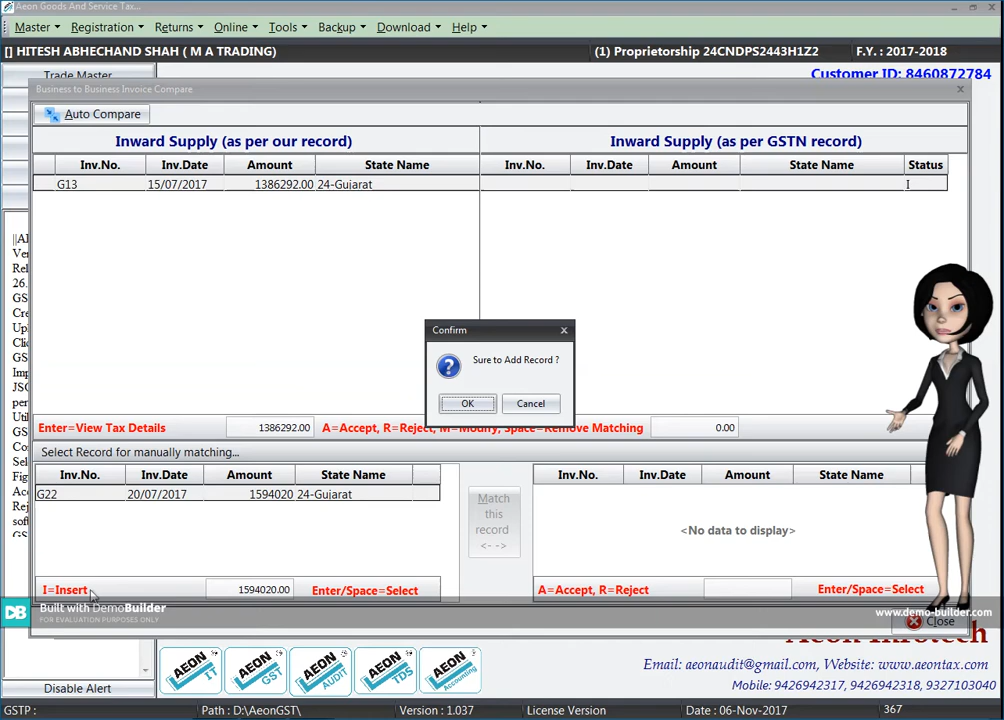 Aeon Goods And Service Tax...
Master Registration Returns Online Tools Backup Download Help
[] HITESH ABHECHAND SHAH ( M A TRADING) (1) Proprietorship 24CNDPS2443H1Z2 F.Y. : 2017-2018
Trade Master Customer ID: 8460872784
Business to Business Invoice Compare
Auto Compare
Inward Supply (as per our record) Inward Supply (as per GSTN record)
Inv.No. Inv.Date Amount State Name Inv.No. Inv.Date Amount State Name Status
G13 15/07/2017 1386292.00 24-Gujarat I
Confirm
Sure to Add Record ?
OK Cancel
Enter=View Tax Details 1386292.00 A=Accept, R=Reject, M=Modify, Space=Remove Matching 0.00
Select Record for manually matching...
Inv.No. Inv.Date Amount State Name Inv.No. Inv.Date Amount State Name
G22 20/07/2017 1594020 24-Gujarat
Match
this
record
<- ->
<No data to display>
I=Insert 1594020.00 Enter/Space=Select A=Accept, R=Reject Enter/Space=Select
DB Built with DemoBuilder
FOR EVALUATION PURPOSES ONLY
www.demo-builder.com
Close
Aeon Infotech
AEON IT AEON GST AEON AUDIT AEON TDS AEON Accounting
Email: aeonaudit@gmail.com, Website: www.aeontax.com
Mobile: 9426942317, 9426942318, 9327103040
Disable Alert
GSTP : Path : D:\AeonGST\ Version : 1.037 License Version Date : 06-Nov-2017 367